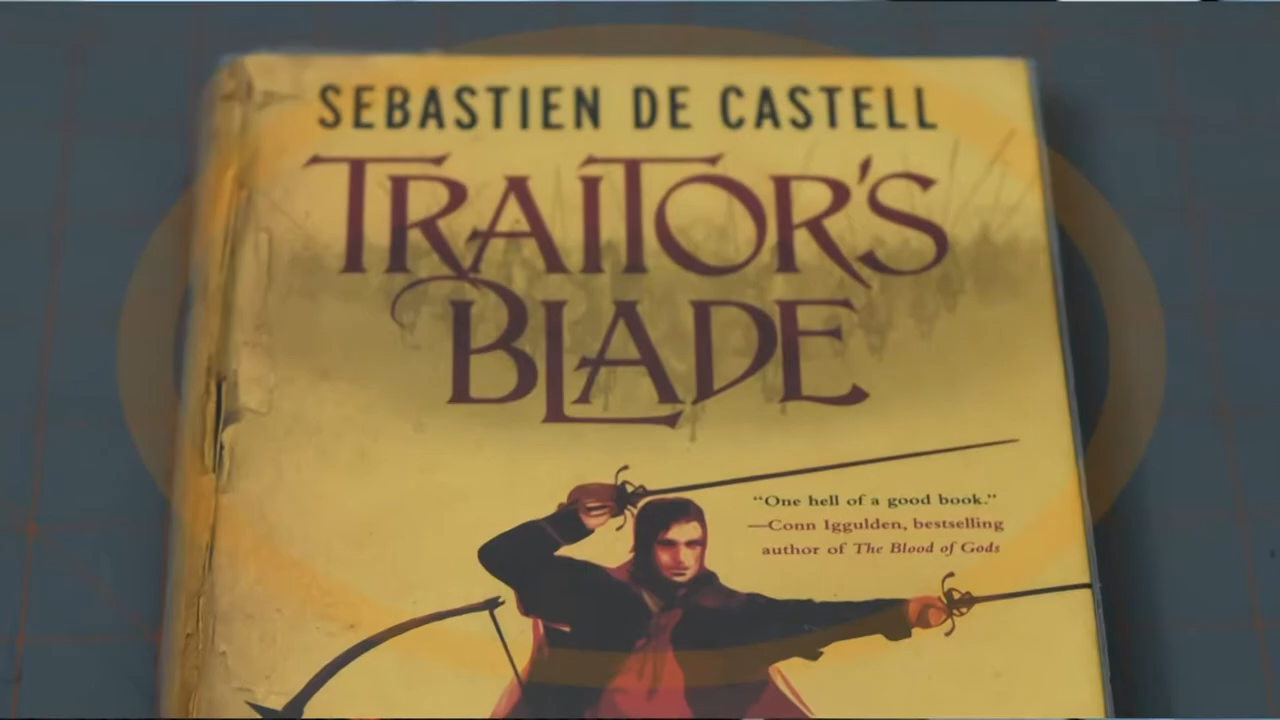 SEBASTIEN DE CASTELL
TRAITOR'S
BLADE
“One hell of a good book.”
—Conn Iggulden, bestselling
author of The Blood of Gods